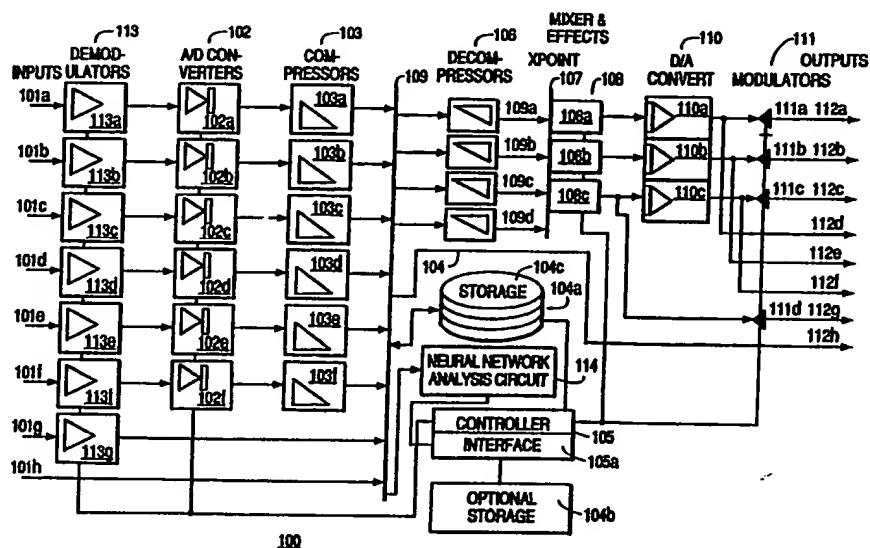 113
DEMOD-
ULATORS
102
A/D CON-
VERTERS
103
COM-
PRESSORS
106
DECOM-
PRESSORS
MIXER &
EFFECTS
XPOINT
107
108
110
D/A
CONVERT
111
MODULATORS
OUTPUTS
INPUTS
109
101a
113a
102a
103a
109a
108a
110a
111a 112a
101b
113b
102b
103b
109b
108b
110b
111b 112b
101c
113c
102c
103c
109c
108c
110c
111c 112c
109d
112d
101d
113d
102d
103d
104
104c
112e
STORAGE
104a
112f
101e
113e
102e
103e
111d 112g
112h
NEURAL NETWORK
ANALYSIS CIRCUIT
114
101f
113f
102f
103f
101g
113g
CONTROLLER
105
INTERFACE
105a
101h
OPTIONAL
STORAGE
104b
100